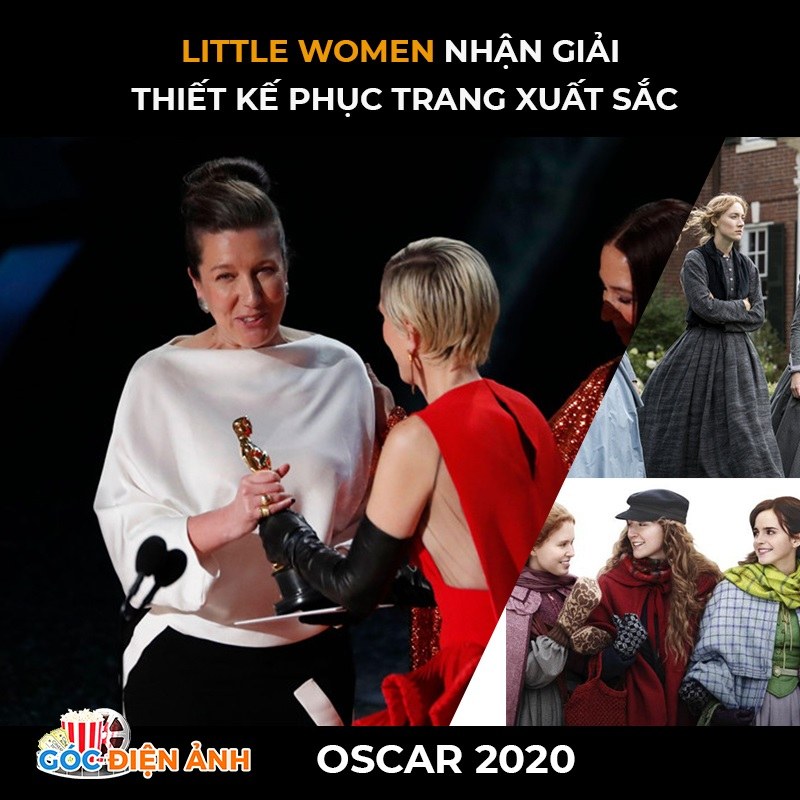 LITTLE WOMEN NHẬN GIẢI
THIẾT KẾ PHỤC TRANG XUẤT SẮC
GÓC ĐIỆN ẢNH
OSCAR 2020